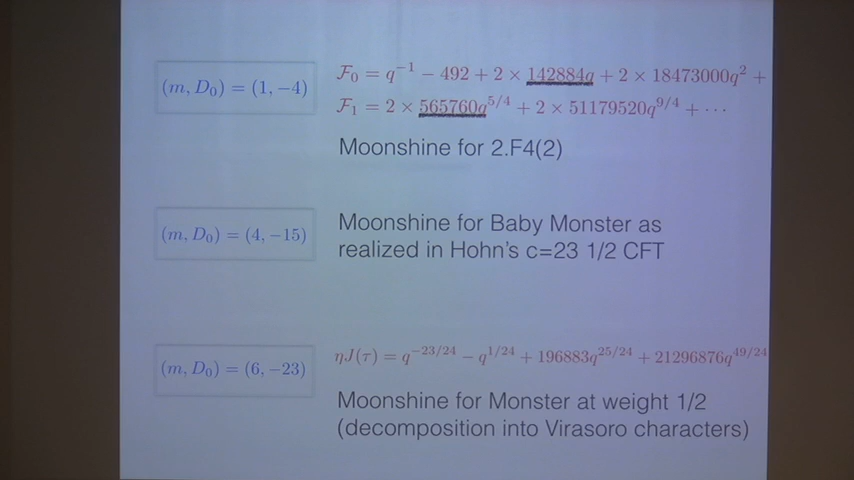 (m, D₀) = (1, −4)
𝓕₀ = q⁻¹ − 492 + 2 × 142884q + 2 × 18473000q² +
𝓕₁ = 2 × 565760q^{5/4} + 2 × 51179520q^{9/4} + ⋯
Moonshine for 2.F4(2)
(m, D₀) = (4, −15)
Moonshine for Baby Monster as
realized in Hohn's c=23 1/2 CFT
(m, D₀) = (6, −23)
ηJ(τ) = q^{−23/24} − q^{1/24} + 196883q^{25/24} + 21296876q^{49/24}
Moonshine for Monster at weight 1/2
(decomposition into Virasoro characters)